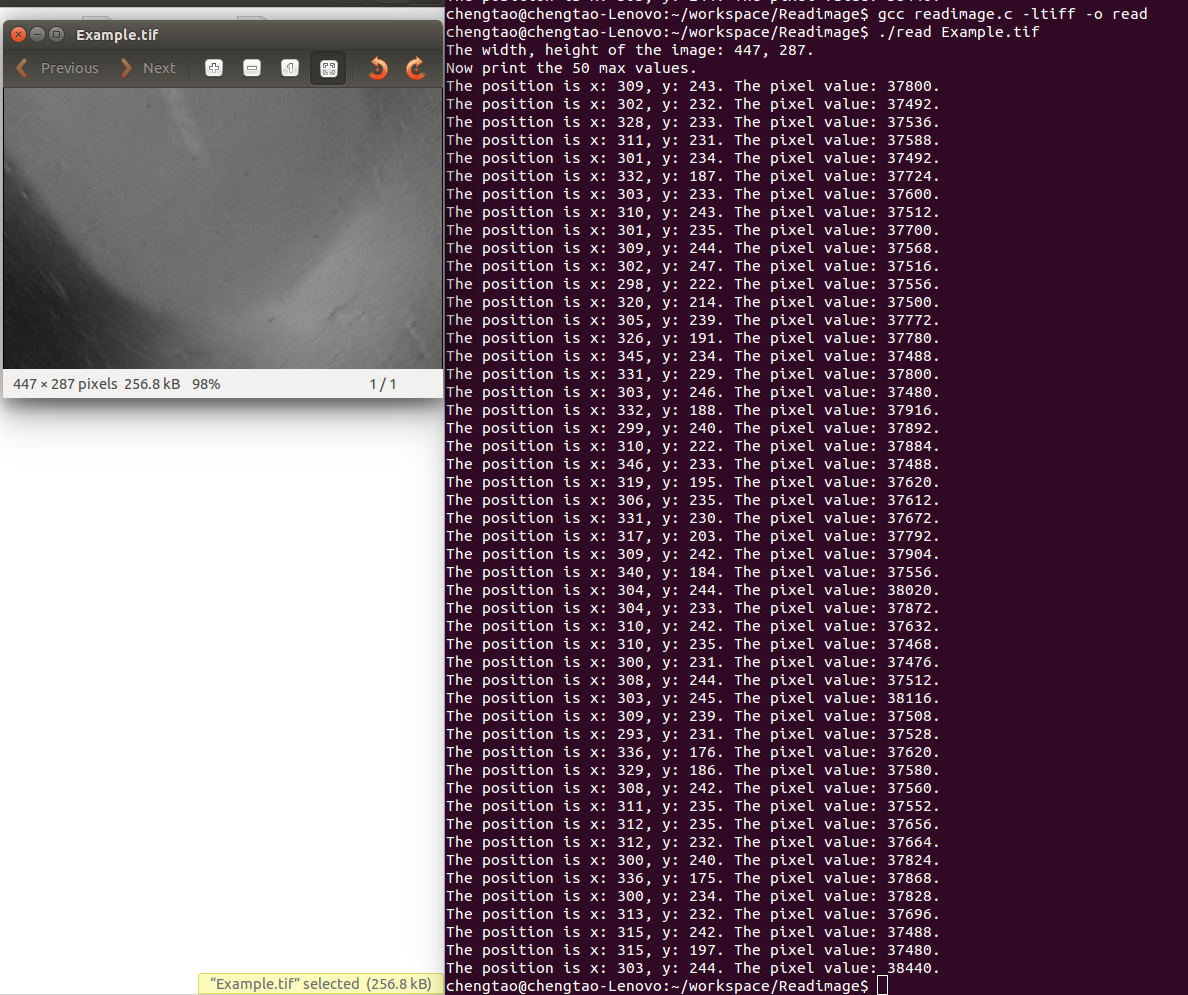 Example.tif
Previous Next
447 × 287 pixels 256.8 kB 98% 1 / 1
“Example.tif” selected (256.8 kB)
chengtao@chengtao-Lenovo:~/workspace/Readimage$ gcc readimage.c -ltiff -o read
chengtao@chengtao-Lenovo:~/workspace/Readimage$ ./read Example.tif
The width, height of the image: 447, 287.
Now print the 50 max values.
The position is x: 309, y: 243. The pixel value: 37800.
The position is x: 302, y: 232. The pixel value: 37492.
The position is x: 328, y: 233. The pixel value: 37536.
The position is x: 311, y: 231. The pixel value: 37588.
The position is x: 301, y: 234. The pixel value: 37492.
The position is x: 332, y: 187. The pixel value: 37724.
The position is x: 303, y: 233. The pixel value: 37600.
The position is x: 310, y: 243. The pixel value: 37512.
The position is x: 301, y: 235. The pixel value: 37700.
The position is x: 309, y: 244. The pixel value: 37568.
The position is x: 302, y: 247. The pixel value: 37516.
The position is x: 298, y: 222. The pixel value: 37556.
The position is x: 320, y: 214. The pixel value: 37500.
The position is x: 305, y: 239. The pixel value: 37772.
The position is x: 326, y: 191. The pixel value: 37780.
The position is x: 345, y: 234. The pixel value: 37488.
The position is x: 331, y: 229. The pixel value: 37800.
The position is x: 303, y: 246. The pixel value: 37480.
The position is x: 332, y: 188. The pixel value: 37916.
The position is x: 299, y: 240. The pixel value: 37892.
The position is x: 310, y: 222. The pixel value: 37884.
The position is x: 346, y: 233. The pixel value: 37488.
The position is x: 319, y: 195. The pixel value: 37620.
The position is x: 306, y: 235. The pixel value: 37612.
The position is x: 331, y: 230. The pixel value: 37672.
The position is x: 317, y: 203. The pixel value: 37792.
The position is x: 309, y: 242. The pixel value: 37904.
The position is x: 340, y: 184. The pixel value: 37556.
The position is x: 304, y: 244. The pixel value: 38020.
The position is x: 304, y: 233. The pixel value: 37872.
The position is x: 310, y: 242. The pixel value: 37632.
The position is x: 310, y: 235. The pixel value: 37468.
The position is x: 300, y: 231. The pixel value: 37476.
The position is x: 308, y: 244. The pixel value: 37512.
The position is x: 303, y: 245. The pixel value: 38116.
The position is x: 309, y: 239. The pixel value: 37508.
The position is x: 293, y: 231. The pixel value: 37528.
The position is x: 336, y: 176. The pixel value: 37620.
The position is x: 329, y: 186. The pixel value: 37580.
The position is x: 308, y: 242. The pixel value: 37560.
The position is x: 311, y: 235. The pixel value: 37552.
The position is x: 312, y: 235. The pixel value: 37656.
The position is x: 312, y: 232. The pixel value: 37664.
The position is x: 300, y: 240. The pixel value: 37824.
The position is x: 336, y: 175. The pixel value: 37868.
The position is x: 300, y: 234. The pixel value: 37828.
The position is x: 313, y: 232. The pixel value: 37696.
The position is x: 315, y: 242. The pixel value: 37488.
The position is x: 315, y: 197. The pixel value: 37480.
The position is x: 303, y: 244. The pixel value: 38440.
chengtao@chengtao-Lenovo:~/workspace/Readimage$